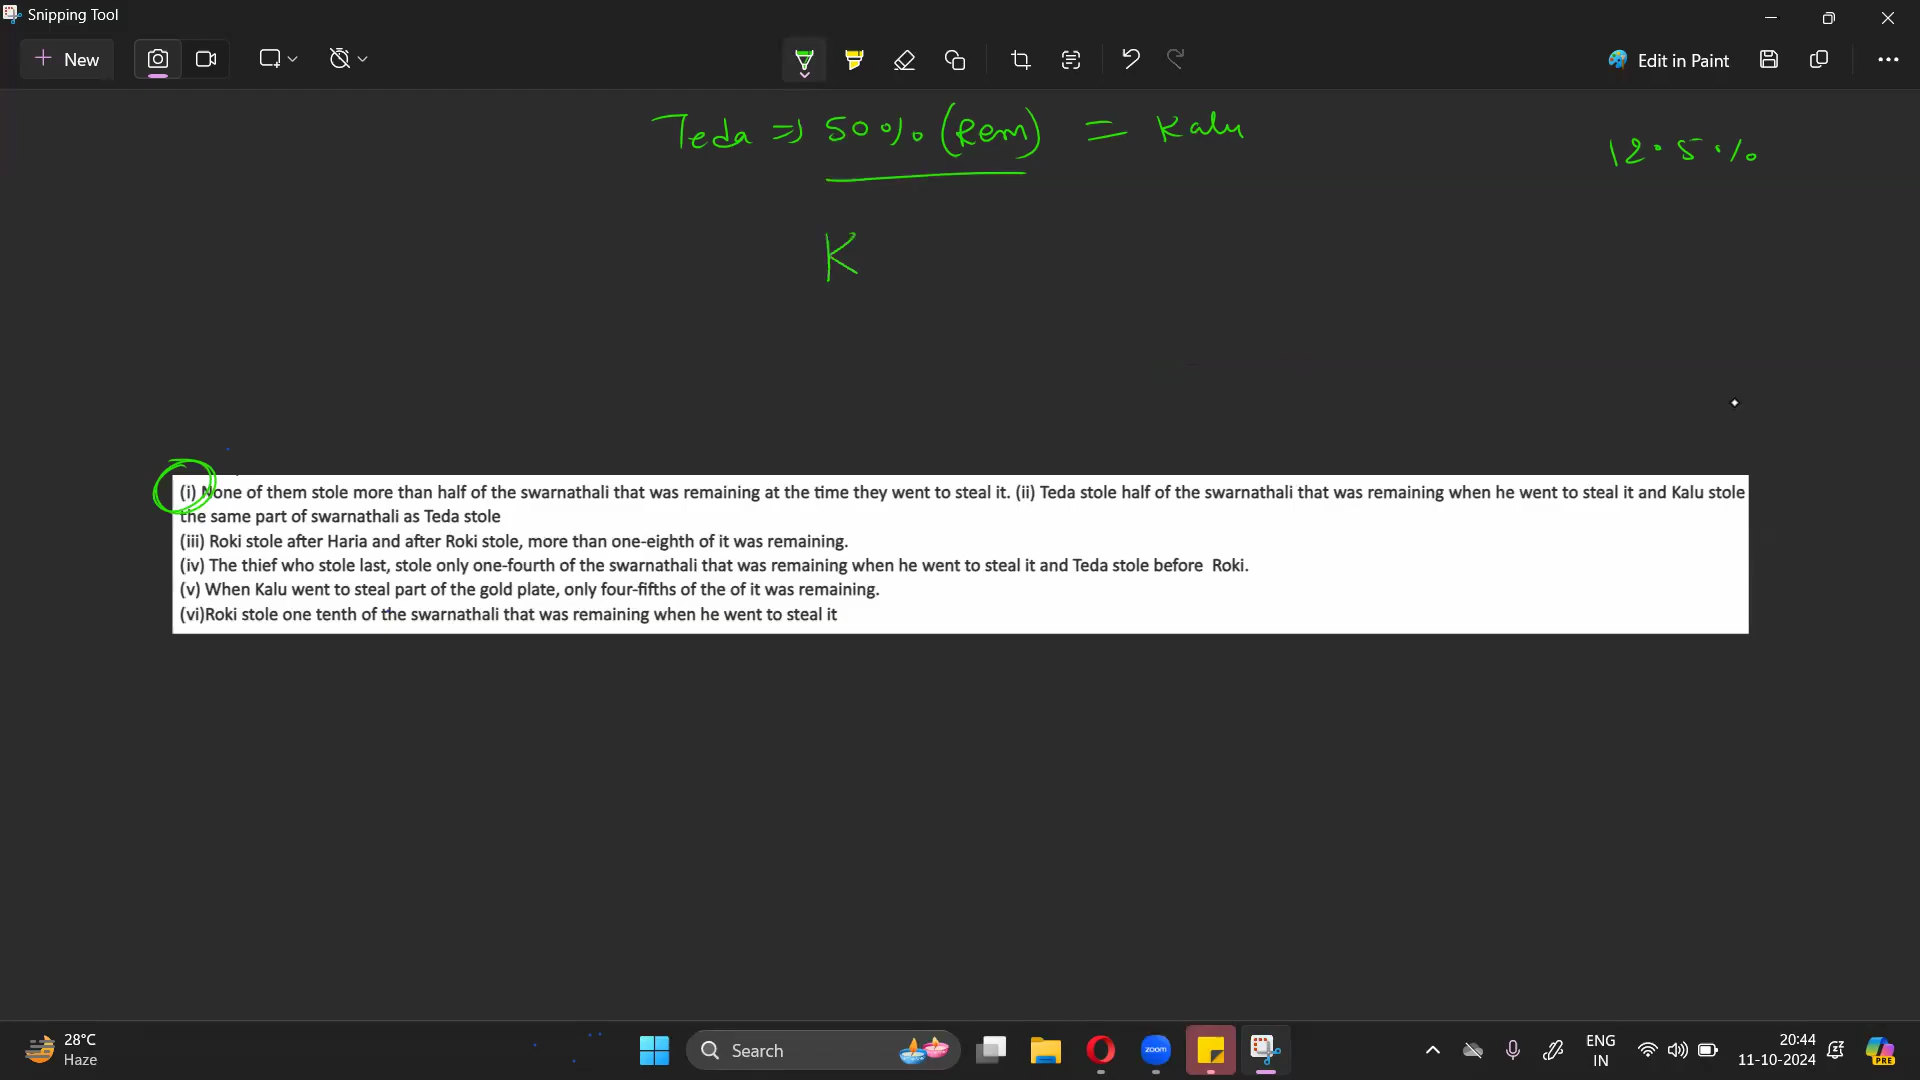 Snipping Tool
New
Edit in Paint
Teda => 50% (Rem) = Kalu
12.5%
K
(i) None of them stole more than half of the swarnathali that was remaining at the time they went to steal it. (ii) Teda stole half of the swarnathali that was remaining when he went to steal it and Kalu stole
the same part of swarnathali as Teda stole
(iii) Roki stole after Haria and after Roki stole, more than one-eighth of it was remaining.
(iv) The thief who stole last, stole only one-fourth of the swarnathali that was remaining when he went to steal it and Teda stole before  Roki.
(v) When Kalu went to steal part of the gold plate, only four-fifths of the of it was remaining.
(vi)Roki stole one tenth of the swarnathali that was remaining when he went to steal it
28°C
Haze
Search
zoom
ENG
IN
20:44
11-10-2024
PRE